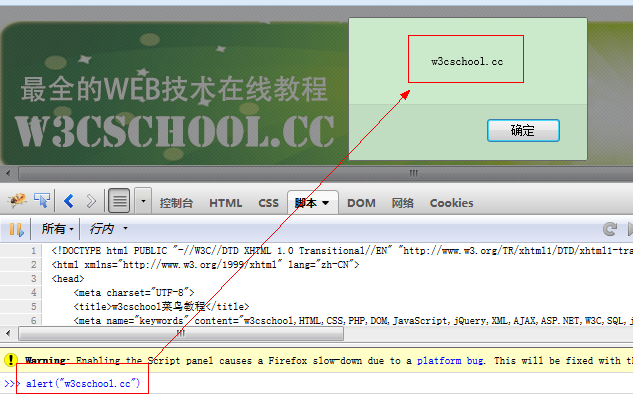 w3cschool.cc
最全的WEB技术在线教程
W3CSCHOOL.CC
确定
控制台 HTML CSS 脚本 DOM 网络 Cookies
所有 行内
1 <!DOCTYPE html PUBLIC "-//W3C//DTD XHTML 1.0 Transitional//EN" "http://www.w3.org/TR/xhtml1/DTD/xhtml1-tra
2 <html xmlns="http://www.w3.org/1999/xhtml" lang="zh-CN">
3 <head>
4 <meta charset="UTF-8">
5 <title>w3cschool菜鸟教程</title>
6 <meta name="keywords" content="w3cschool,HTML,CSS,PHP,DOM,JavaScript,jQuery,XML,AJAX,ASP.NET,W3C,SQL,j
Warning: Enabling the Script panel causes a Firefox slow-down due to a platform bug. This will be fixed with th
>>> alert("w3cschool.cc")